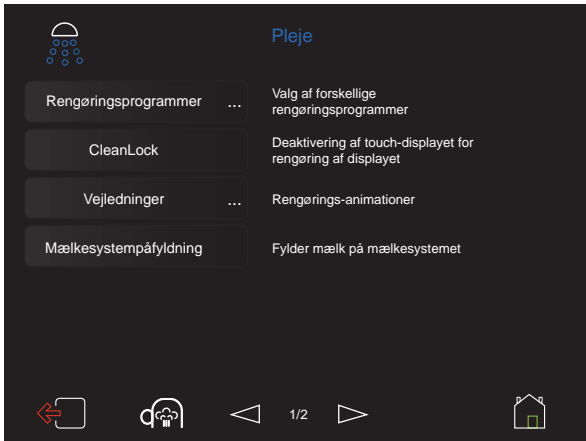 Pleje
Rengøringsprogrammer ...
Valg af forskellige
rengøringsprogrammer
CleanLock
Deaktivering af touch-displayet for
rengøring af displayet
Vejledninger ...
Rengørings-animationer
Mælkesystempåfyldning
Fylder mælk på mælkesystemet
1/2